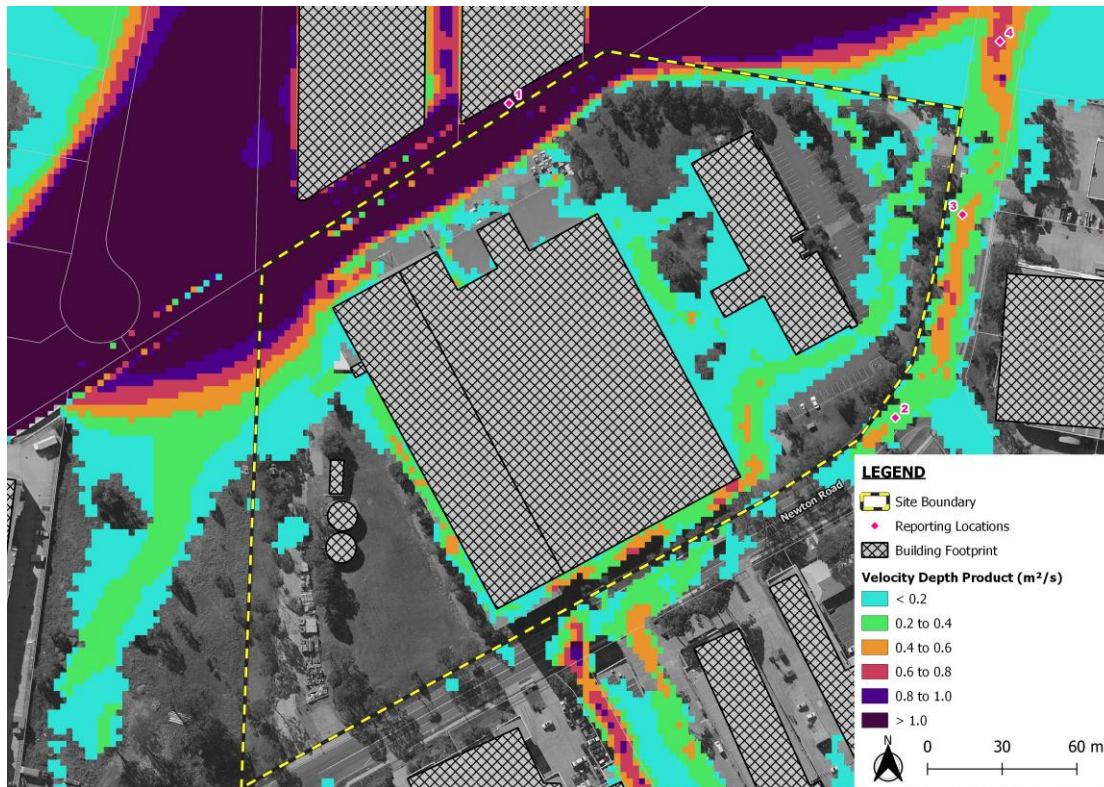 4
1
3
2
Newton Road
LEGEND
Site Boundary
Reporting Locations
Building Footprint
Velocity Depth Product (m²/s)
< 0.2
0.2 to 0.4
0.4 to 0.6
0.6 to 0.8
0.8 to 1.0
> 1.0
N
0 30 60 m